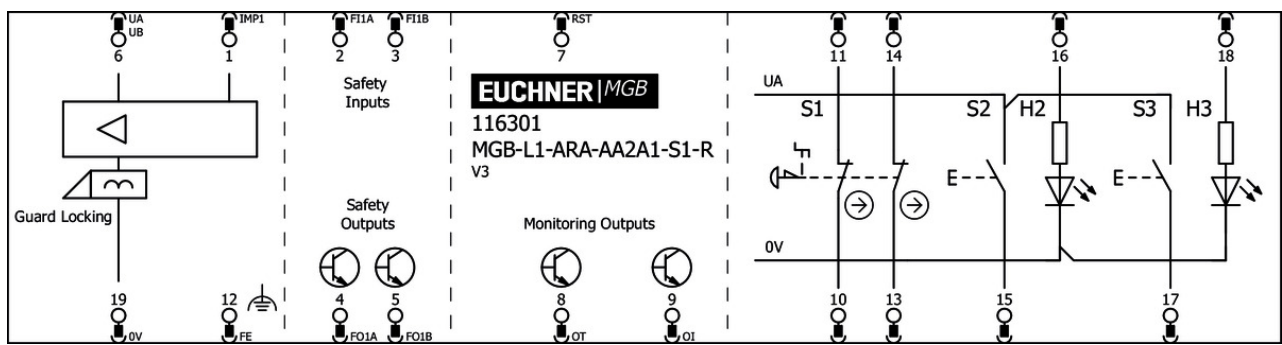 UA
UB
IMP1
FI1A
FI1B
RST
6
1
2
3
7
11
14
16
18
Safety
Inputs
EUCHNER|MGB
116301
MGB-L1-ARA-AA2A1-S1-R
V3
UA
S1
S2
H2
S3
H3
E
E
Guard Locking
Safety
Outputs
Monitoring Outputs
0V
19
12
4
5
8
9
10
13
15
17
0V
FE
FO1A
FO1B
OT
OI